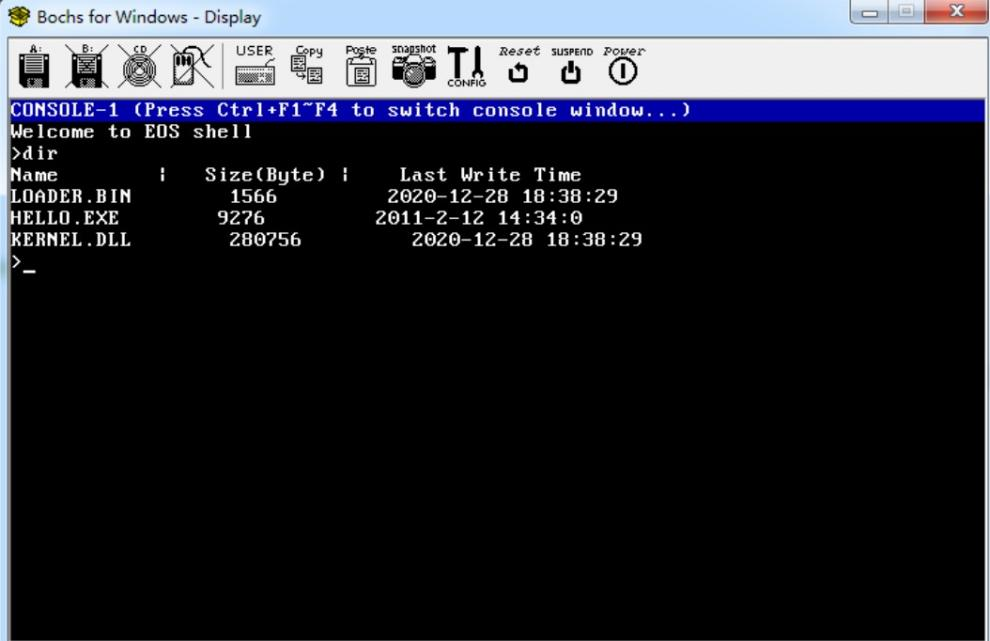 Bochs for Windows - Display
A: B: CD USER Copy Paste snapshot CONFIG Reset SUSPEND Power
CONSOLE-1 (Press Ctrl+F1~F4 to switch console window...)
Welcome to EOS shell
>dir
Name | Size(Byte) | Last Write Time
LOADER.BIN 1566 2020-12-28 18:38:29
HELLO.EXE 9276 2011-2-12 14:34:0
KERNEL.DLL 280756 2020-12-28 18:38:29
>_